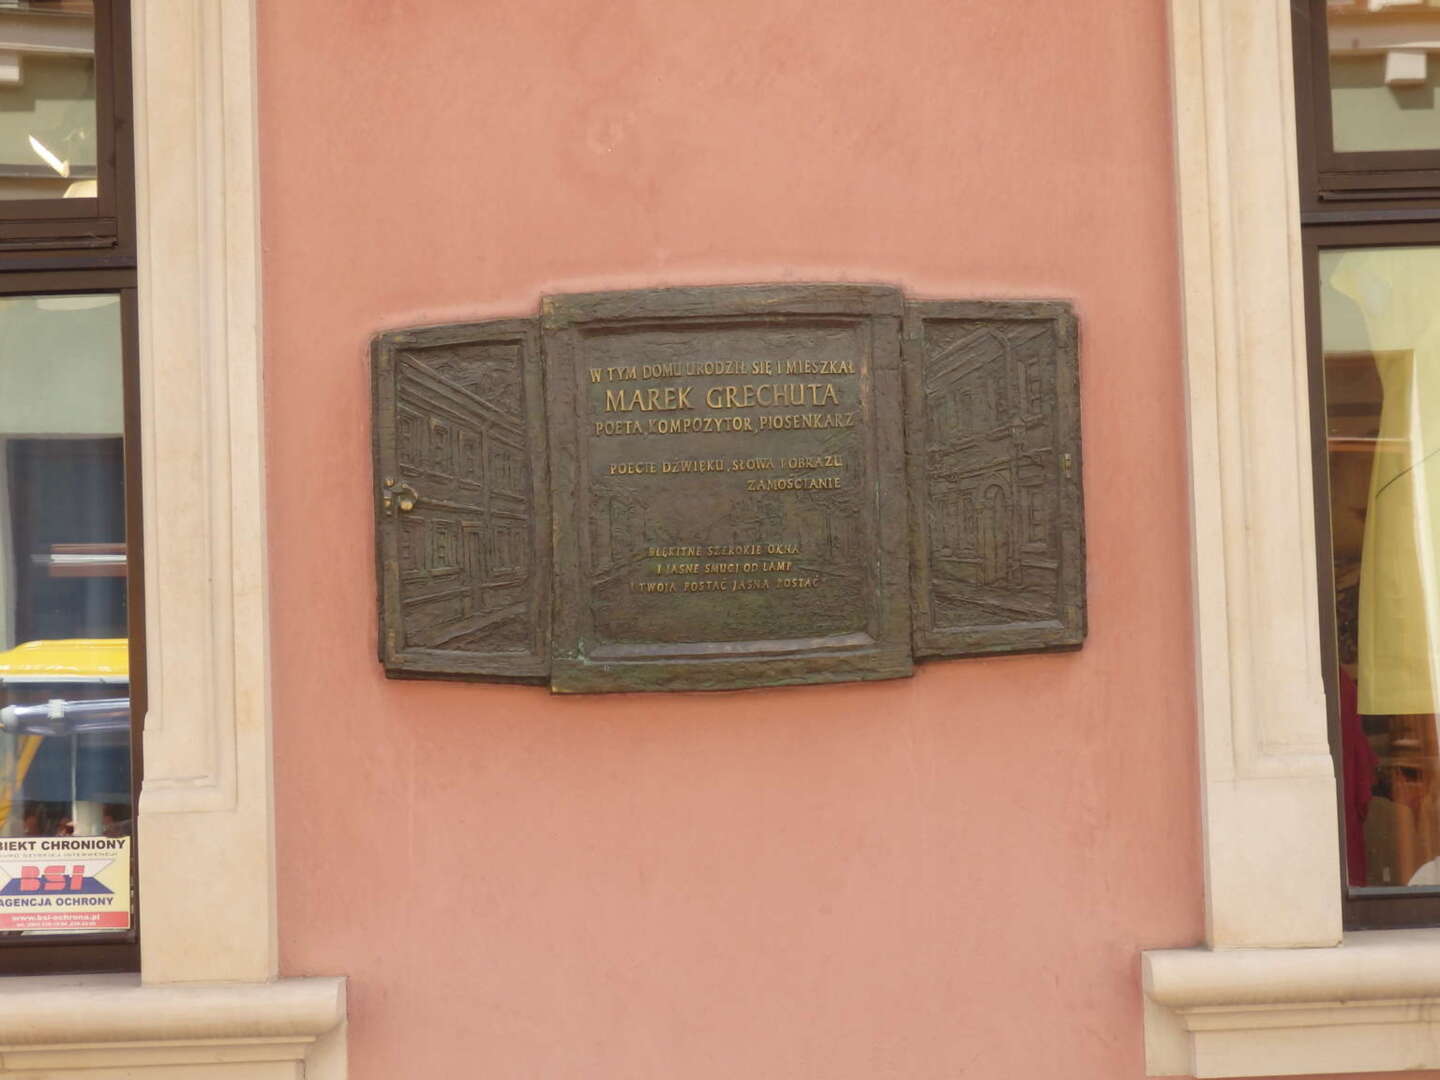 W TYM DOMU URODZIŁ SIĘ I MIESZKAŁ
MAREK GRECHUTA
POETA, KOMPOZYTOR, PIOSENKARZ
POECIE DŹWIĘKU, SŁOWA I OBRAZU
ZAMOŚCIANIE
BŁĘKITNE SZEROKIE OKNA
I JASNE SMUGI OD LAMP
I TWOJA POSTAĆ JASNA POSTAĆ
BIEKT CHRONIONY
BSI
AGENCJA OCHRONY
www.bsi-ochrona.pl